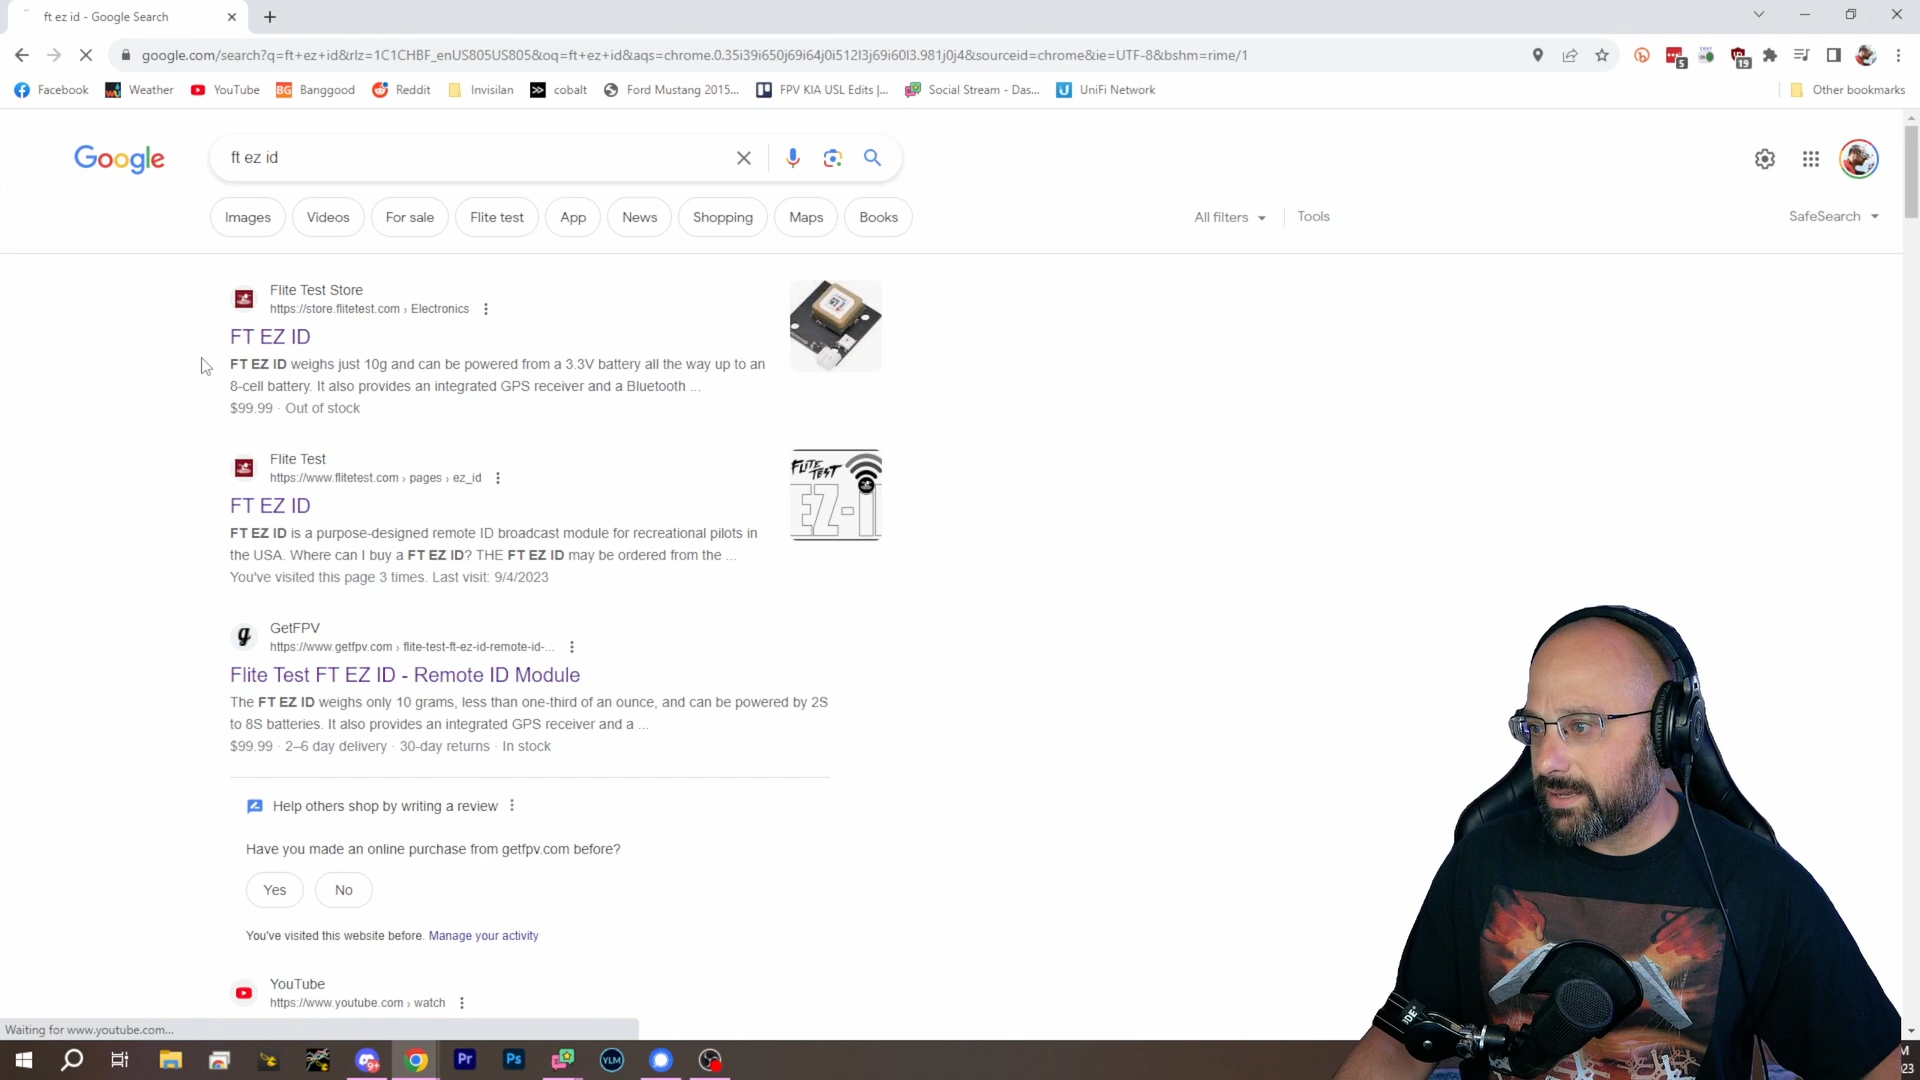 ft ez id - Google Search
google.com/search?q=ft+ez+id&rlz=1C1CHBF_enUS805US805&oq=ft+ez+id&aqs=chrome.0.35i39i650j69i64j0i512l3j69i60l3.981j0j4&sourceid=chrome&ie=UTF-8&bshm=rime/1
5
19
Facebook Weather YouTube BG Banggood Reddit Invisilan cobalt Ford Mustang 2015... FPV KIA USL Edits |... Social Stream - Das... UniFi Network Other bookmarks
Google
ft ez id
Images Videos For sale Flite test App News Shopping Maps Books All filters Tools SafeSearch
Flite Test Store
https://store.flitetest.com › Electronics
FT EZ ID
FT EZ ID weighs just 10g and can be powered from a 3.3V battery all the way up to an
8-cell battery. It also provides an integrated GPS receiver and a Bluetooth ...
$99.99 · Out of stock
Flite Test
https://www.flitetest.com › pages › ez_id
FT EZ ID
FT EZ ID is a purpose-designed remote ID broadcast module for recreational pilots in
the USA. Where can I buy a FT EZ ID? THE FT EZ ID may be ordered from the ...
You've visited this page 3 times. Last visit: 9/4/2023
FLITE TEST
EZ-I
GetFPV
https://www.getfpv.com › flite-test-ft-ez-id-remote-id-...
Flite Test FT EZ ID - Remote ID Module
The FT EZ ID weighs only 10 grams, less than one-third of an ounce, and can be powered by 2S
to 8S batteries. It also provides an integrated GPS receiver and a ...
$99.99 · 2–6 day delivery · 30-day returns · In stock
Help others shop by writing a review
Have you made an online purchase from getfpv.com before?
Yes No
You've visited this website before. Manage your activity
YouTube
https://www.youtube.com › watch
Waiting for www.youtube.com...
RØDE
9+ Pr Ps YLM
M
23